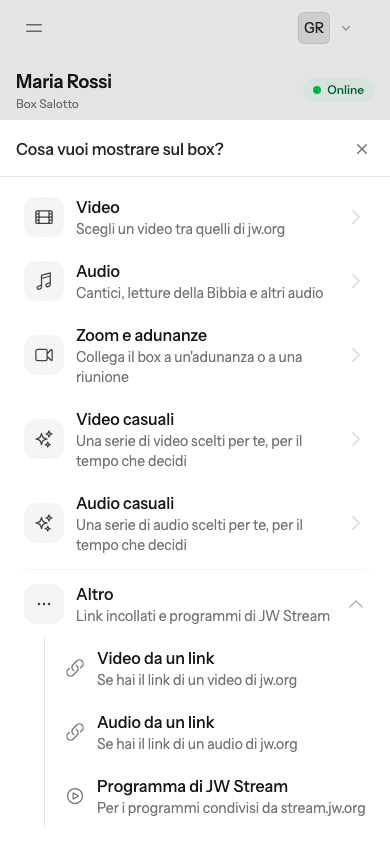 GR
Maria Rossi
Box Salotto
Online
Cosa vuoi mostrare sul box?
Video
Scegli un video tra quelli di jw.org
Audio
Cantici, letture della Bibbia e altri audio
Zoom e adunanze
Collega il box a un'adunanza o a una
riunione
Video casuali
Una serie di video scelti per te, per il
tempo che decidi
Audio casuali
Una serie di audio scelti per te, per il
tempo che decidi
Altro
Link incollati e programmi di JW Stream
Video da un link
Se hai il link di un video di jw.org
Audio da un link
Se hai il link di un audio di jw.org
Programma di JW Stream
Per i programmi condivisi da stream.jw.org